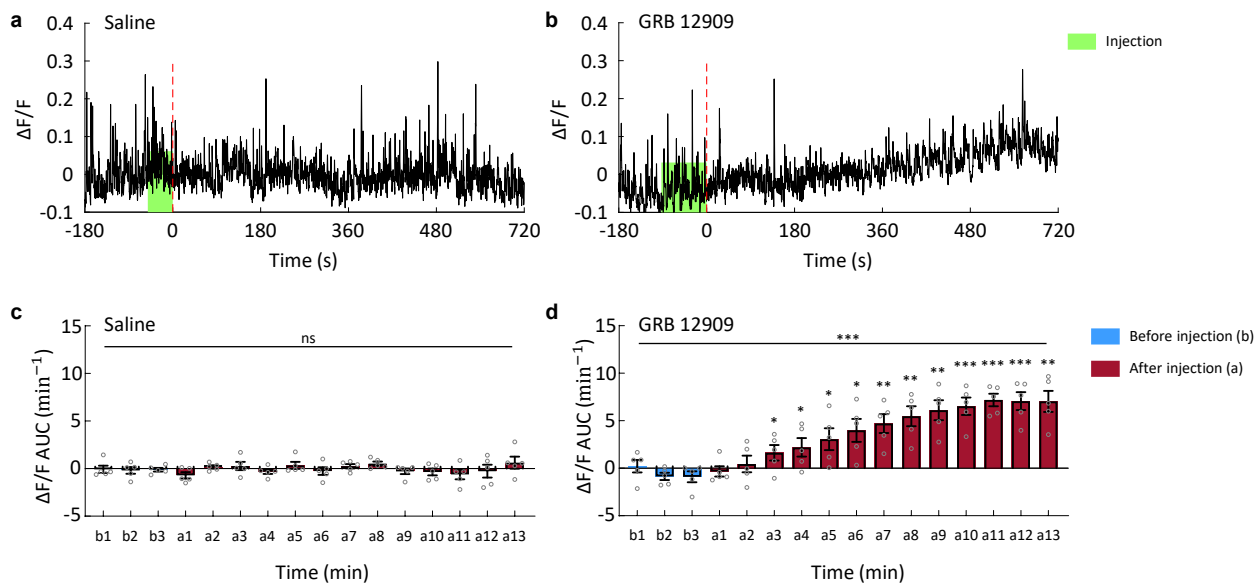 a
Saline
0.4
0.3
0.2
0.1
0
-0.1
ΔF/F
-180 0 180 360 480 720
Time (s)
b
GRB 12909
0.4
0.3
0.2
0.1
0
-0.1
ΔF/F
-180 0 180 360 480 720
Time (s)
Injection
c
Saline
ns
15
10
5
0
-5
ΔF/F AUC (min⁻¹)
b1 b2 b3 a1 a2 a3 a4 a5 a6 a7 a8 a9 a10 a11 a12 a13
Time (min)
d
GRB 12909
***
* * * * ** ** ** *** *** *** **
15
10
5
0
-5
ΔF/F AUC (min⁻¹)
b1 b2 b3 a1 a2 a3 a4 a5 a6 a7 a8 a9 a10 a11 a12 a13
Time (min)
Before injection (b)
After injection (a)